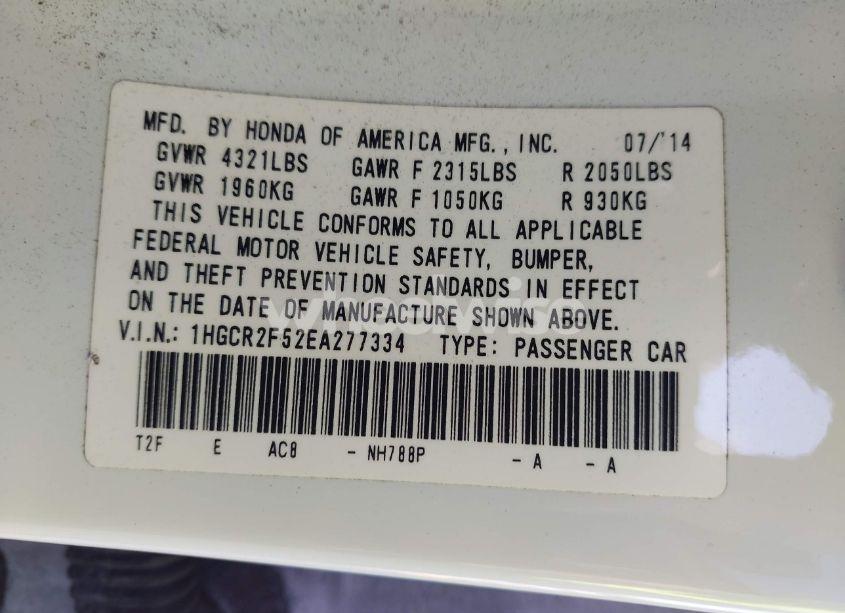 MFD. BY HONDA OF AMERICA MFG., INC. 07/'14
GVWR 4321LBS GAWR F 2315LBS R 2050LBS
GVWR 1960KG GAWR F 1050KG R 930KG
THIS VEHICLE CONFORMS TO ALL APPLICABLE
FEDERAL MOTOR VEHICLE SAFETY, BUMPER,
AND THEFT PREVENTION STANDARDS IN EFFECT
ON THE DATE OF MANUFACTURE SHOWN ABOVE.
V.I.N.: 1HGCR2F52EA277334 TYPE: PASSENGER CAR
T2F E AC8 - NH788P - A - A